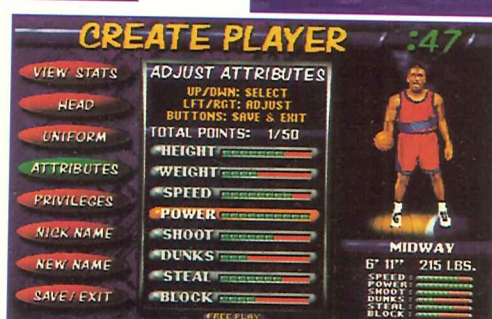 CREATE PLAYER
:47
VIEW STATS
HEAD
UNIFORM
ATTRIBUTES
PRIVILEGES
NICK NAME
NEW NAME
SAVE/EXIT
ADJUST ATTRIBUTES
UP/DWN: SELECT
LFT/RGT: ADJUST
BUTTONS: SAVE & EXIT
TOTAL POINTS: 1/50
HEIGHT
WEIGHT
SPEED
POWER
SHOOT
DUNKS
STEAL
BLOCK
FREE PLAY
MIDWAY
6' 11" 215 LBS.
SPEED:
POWER:
SHOOT:
DUNKS:
STEAL:
BLOCK: